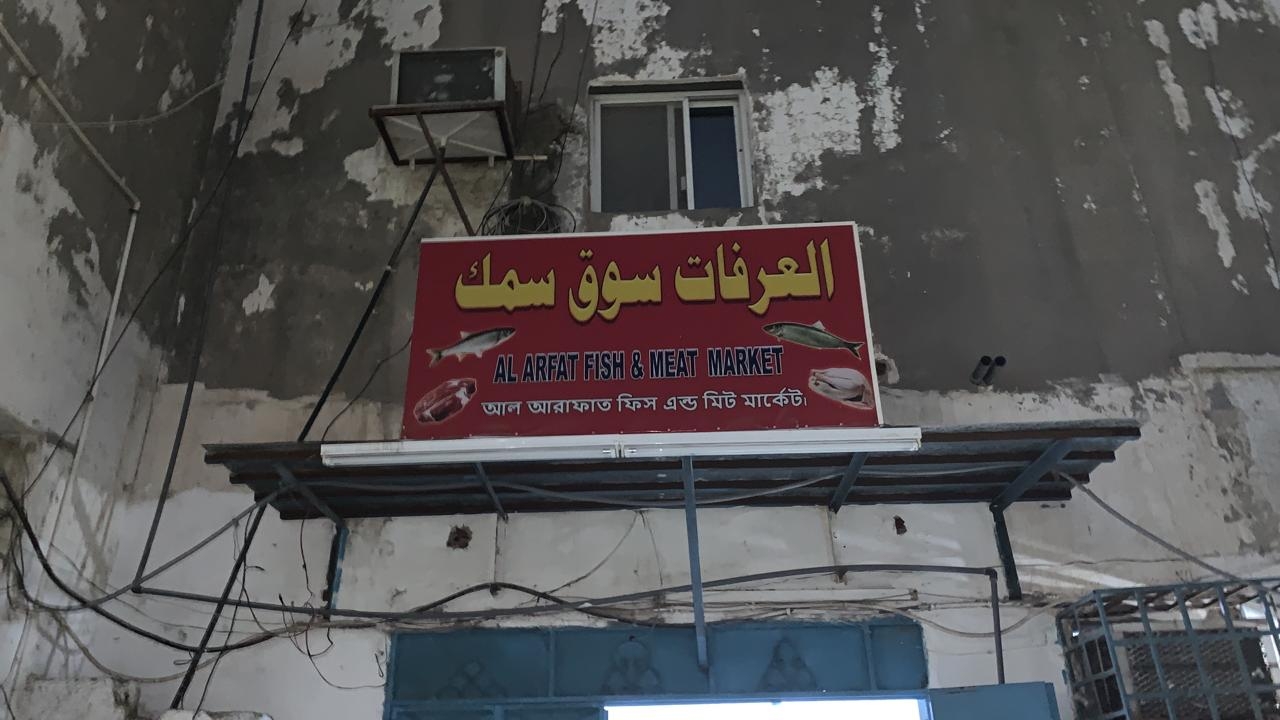 العرفات سوق سمك
AL ARFAT FISH & MEAT MARKET
আল আরাফাত ফিস এন্ড মিট মার্কেট।